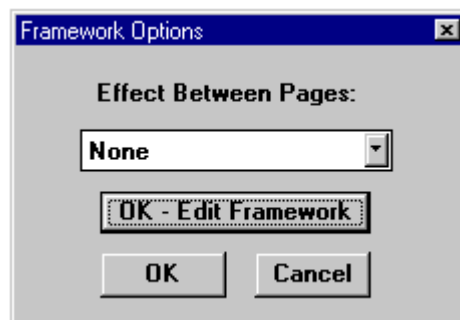 Framework Options
Effect Between Pages:
None
OK - Edit Framework
OK Cancel